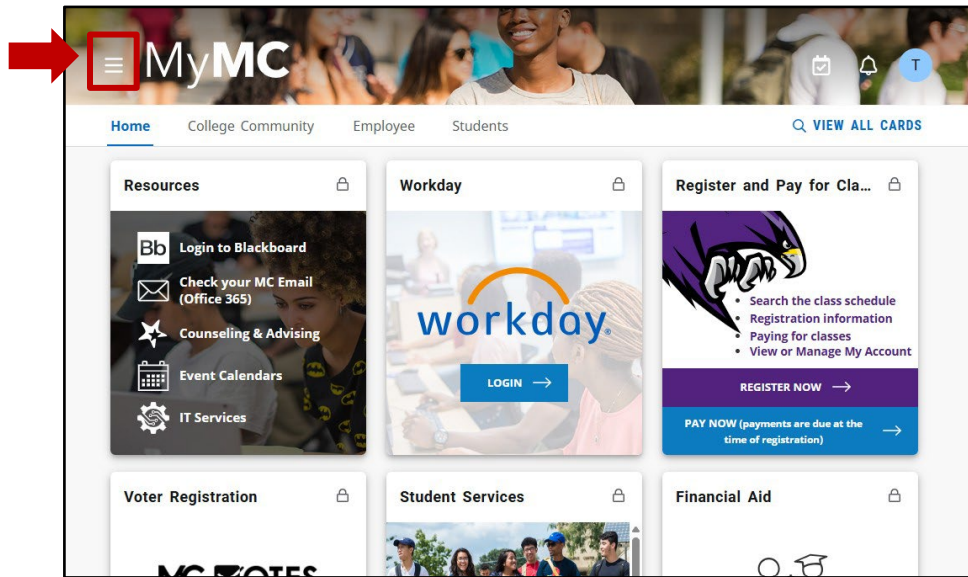 MyMC
T
Home College Community Employee Students VIEW ALL CARDS
Resources
Bb Login to Blackboard
Check your MC Email
(Office 365)
Counseling & Advising
Event Calendars
IT Services
Workday
workday.
LOGIN →
Register and Pay for Cla...
• Search the class schedule
• Registration information
• Paying for classes
• View or Manage My Account
REGISTER NOW →
PAY NOW (payments are due at the →
time of registration)
Voter Registration
MC VOTES
Student Services
Financial Aid